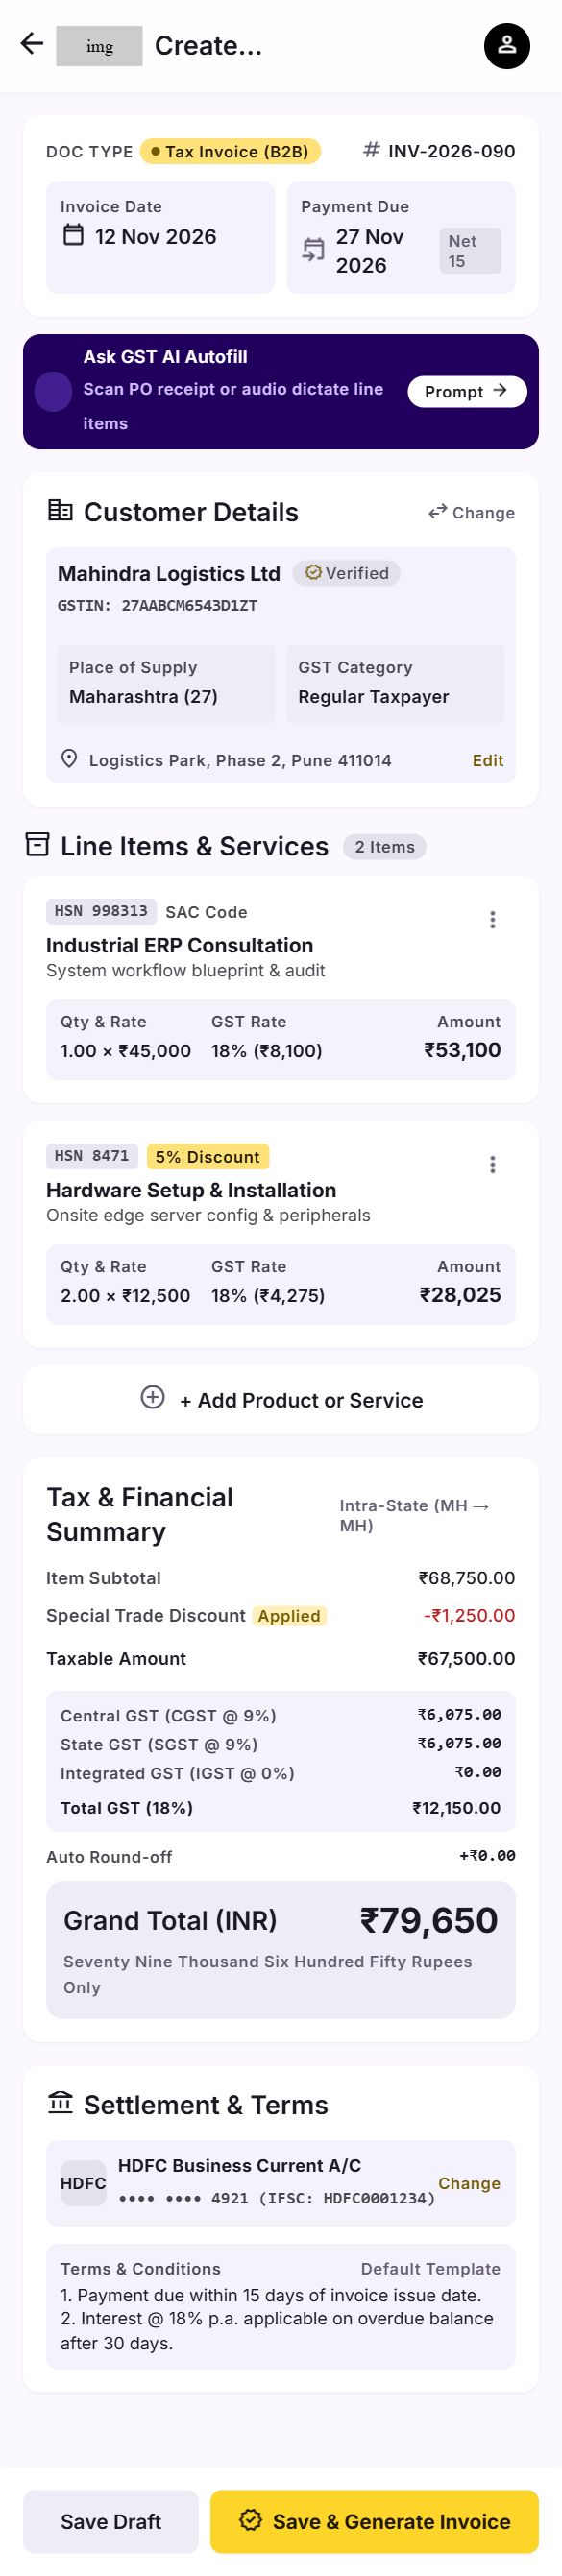 img
Create...
DOC TYPE
Tax Invoice (B2B)
# INV-2026-090
Invoice Date
12 Nov 2026
Payment Due
27 Nov
2026
Net
15
Ask GST AI Autofill
Scan PO receipt or audio dictate line
items
Prompt →
Customer Details
Change
Mahindra Logistics Ltd
Verified
GSTIN: 27AABCM6543D1ZT
Place of Supply
Maharashtra (27)
GST Category
Regular Taxpayer
Logistics Park, Phase 2, Pune 411014
Edit
Line Items & Services
2 Items
HSN 998313
SAC Code
Industrial ERP Consultation
System workflow blueprint & audit
Qty & Rate
1.00 × ₹45,000
GST Rate
18% (₹8,100)
Amount
₹53,100
HSN 8471
5% Discount
Hardware Setup & Installation
Onsite edge server config & peripherals
Qty & Rate
2.00 × ₹12,500
GST Rate
18% (₹4,275)
Amount
₹28,025
+ Add Product or Service
Tax & Financial
Summary
Intra-State (MH →
MH)
Item Subtotal
₹68,750.00
Special Trade Discount Applied
-₹1,250.00
Taxable Amount
₹67,500.00
Central GST (CGST @ 9%)
₹6,075.00
State GST (SGST @ 9%)
₹6,075.00
Integrated GST (IGST @ 0%)
₹0.00
Total GST (18%)
₹12,150.00
Auto Round-off
+₹0.00
Grand Total (INR)
₹79,650
Seventy Nine Thousand Six Hundred Fifty Rupees
Only
Settlement & Terms
HDFC
HDFC Business Current A/C
•••• •••• 4921 (IFSC: HDFC0001234)
Change
Terms & Conditions
Default Template
1. Payment due within 15 days of invoice issue date.
2. Interest @ 18% p.a. applicable on overdue balance
after 30 days.
Save Draft
Save & Generate Invoice